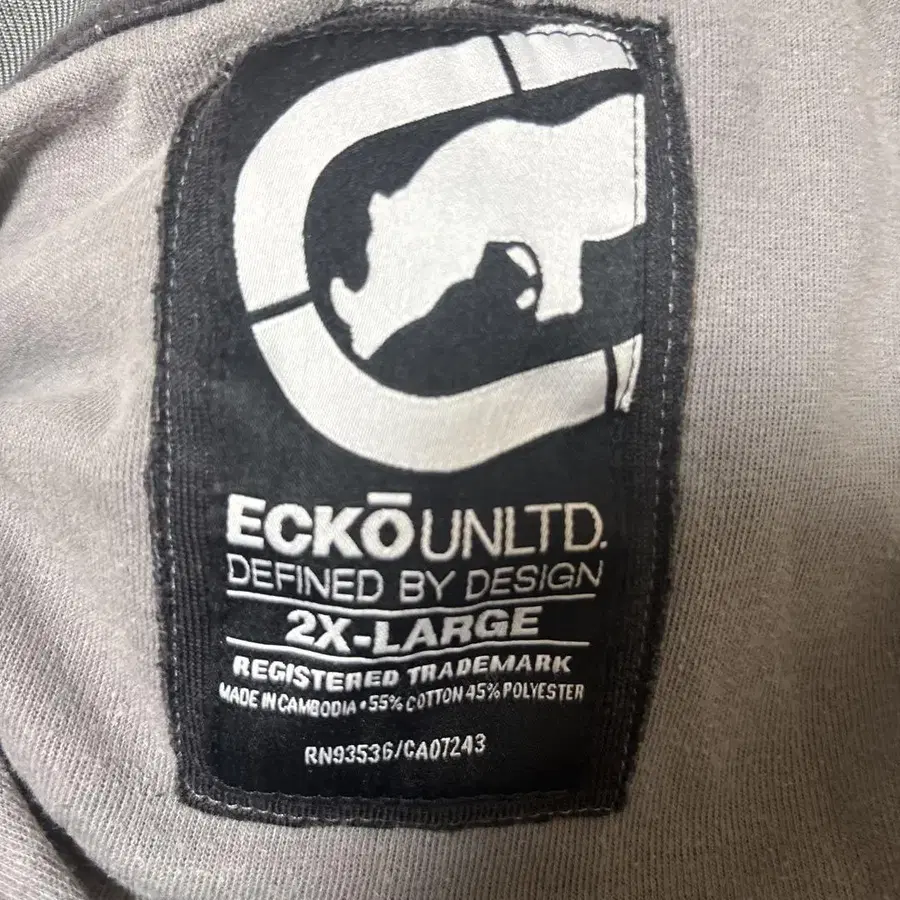 ECKŌ UNLTD.
DEFINED BY DESIGN
2X-LARGE
REGISTERED TRADEMARK
MADE IN CAMBODIA • 55% COTTON 45% POLYESTER
RN93536/CA07243